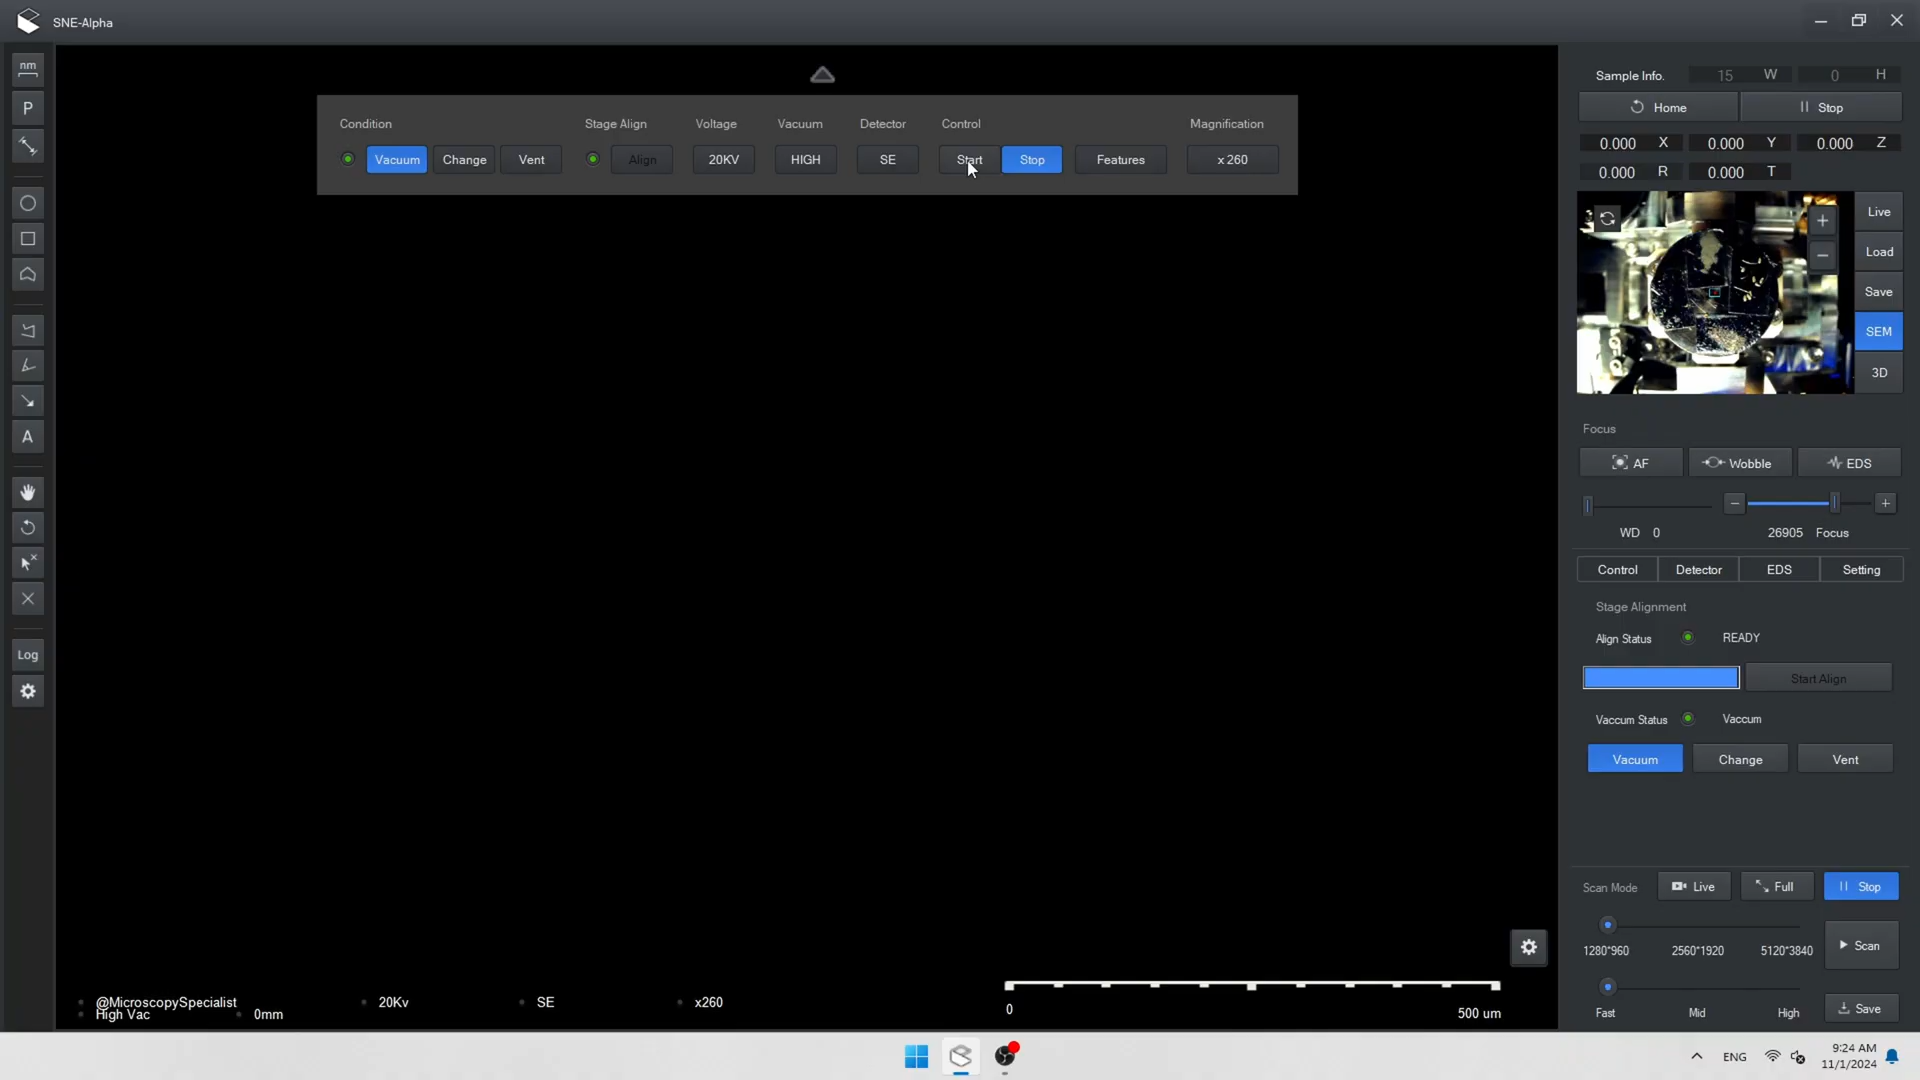 SNE-Alpha
nm
P
A
Log
Condition
Stage Align
Voltage
Vacuum
Detector
Control
Magnification
Vacuum
Change
Vent
Align
20KV
HIGH
SE
Start
Stop
Features
x 260
Sample Info.
15 W
0 H
Home
Stop
0.000 X
0.000 Y
0.000 Z
0.000 R
0.000 T
Live
Load
Save
SEM
3D
Focus
AF
Wobble
EDS
WD 0
26905 Focus
Control
Detector
EDS
Setting
Stage Alignment
Align Status
READY
Start Align
Vaccum Status
Vaccum
Vacuum
Change
Vent
Scan Mode
Live
Full
Stop
1280*960
2560*1920
5120*3840
Scan
Fast
Mid
High
Save
@MicroscopySpecialist
20Kv
SE
x260
High Vac
0mm
0
500 um
ENG
9:24 AM
11/1/2024